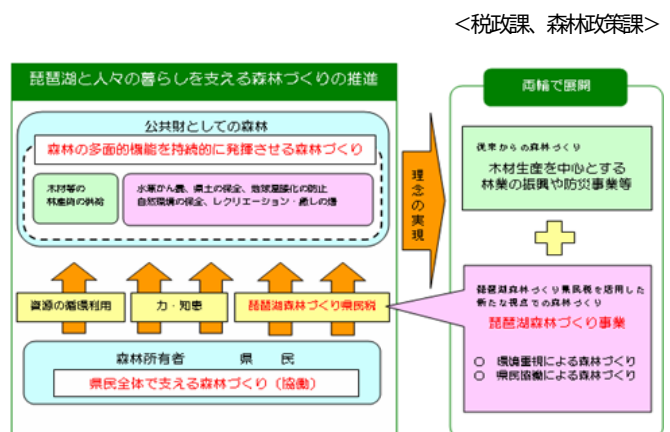 ＜税政課、森林政策課＞
琵琶湖と人々の暮らしを支える森林づくりの推進
公共財としての森林
森林の多面的機能を持続的に発揮させる森林づくり
木材等の
林産物の供給
水源かん養、県土の保全、地球温暖化の防止
自然環境の保全、レクリエーション・癒しの場
資源の循環利用
力・知恵
琵琶湖森林づくり県民税
森林所有者　県　民
県民全体で支える森林づくり（協働）
理念の実現
両輪で展開
従来からの森林づくり
木材生産を中心とする
林業の振興や防災事業等
琵琶湖森林づくり県民税を活用した
新たな視点での森林づくり
琵琶湖森林づくり事業
○　環境重視による森林づくり
○　県民協働による森林づくり